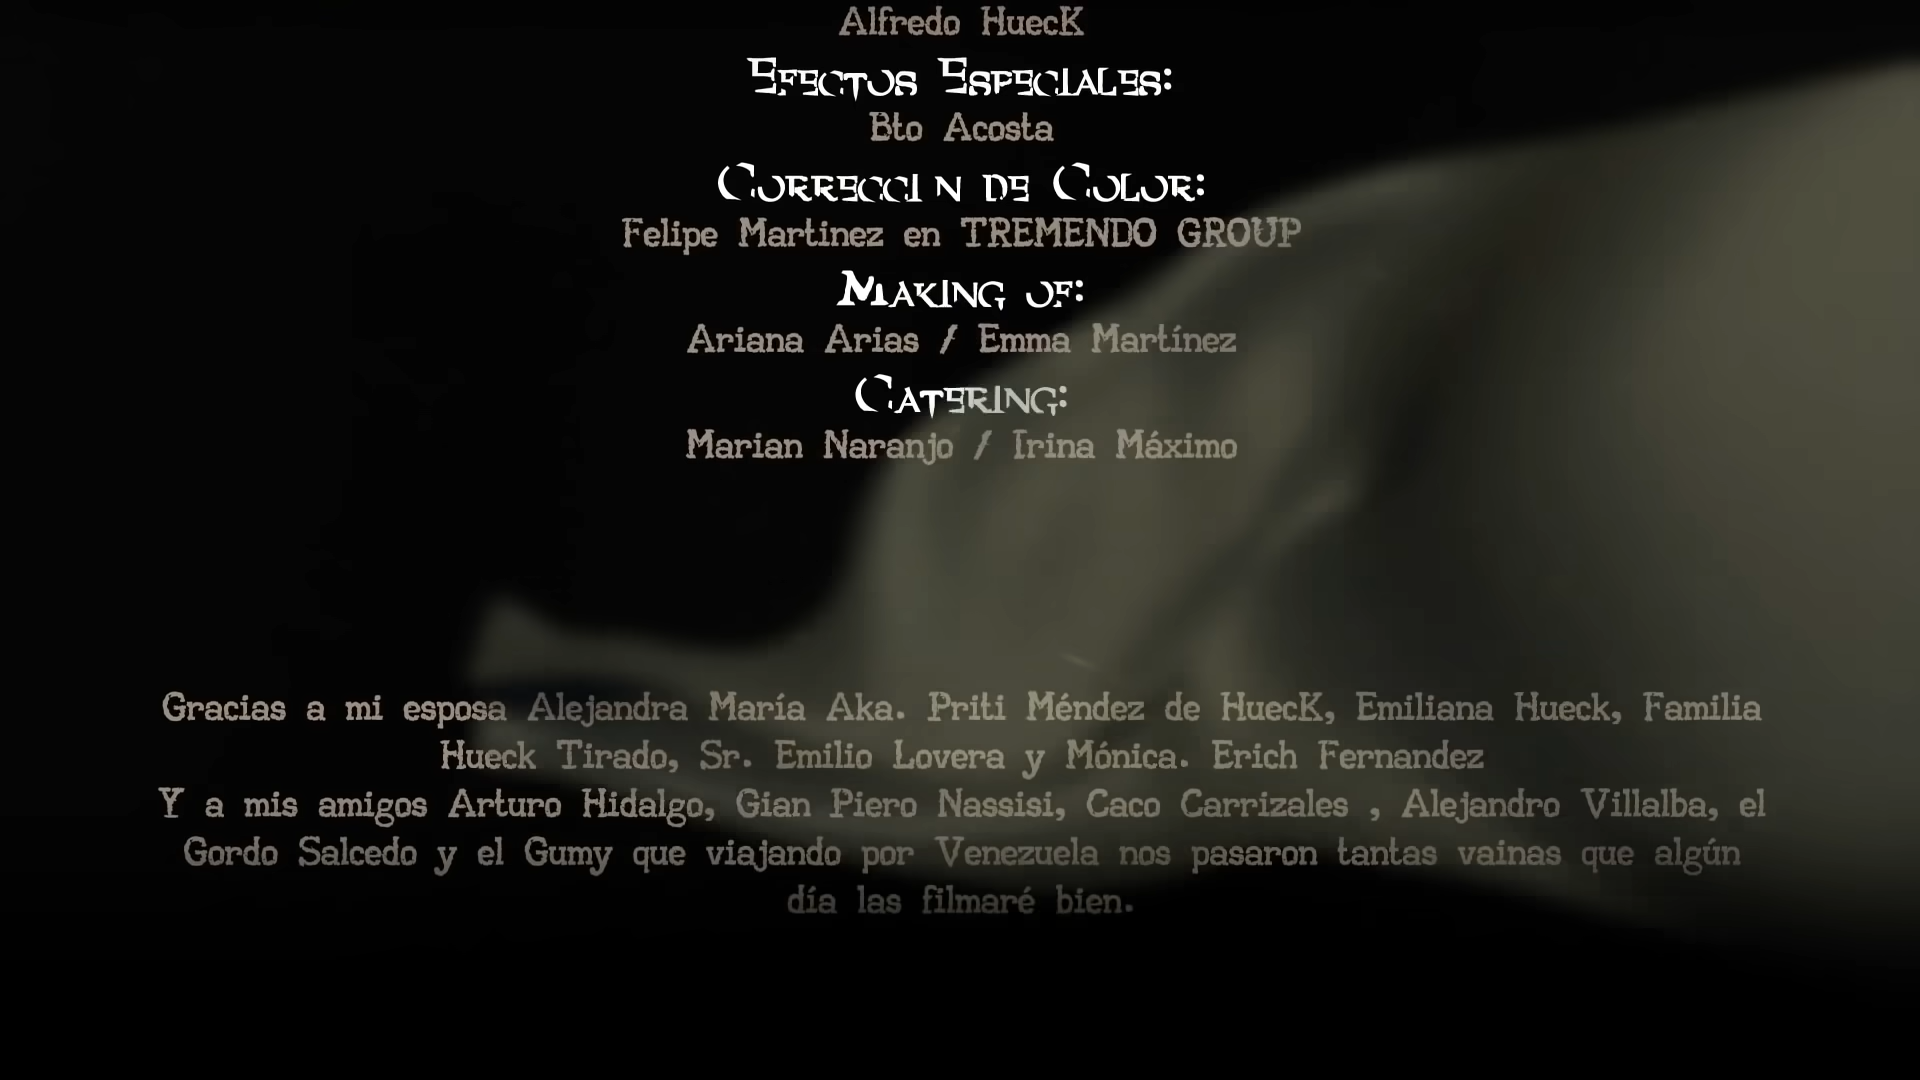 Alfredo HuecK
Efectos Especiales:
Bto Acosta
Correcci n de Color:
Felipe Martinez en TREMENDO GROUP
Making of:
Ariana Arias / Emma Martínez
Catering:
Marian Naranjo / Irina Máximo
Gracias a mi esposa Alejandra María Aka. Priti Méndez de HuecK, Emiliana Hueck, Familia
Hueck Tirado, Sr. Emilio Lovera y Mónica. Erich Fernandez
Y a mis amigos Arturo Hidalgo, Gian Piero Nassisi, Caco Carrizales , Alejandro Villalba, el
Gordo Salcedo y el Gumy que viajando por Venezuela nos pasaron tantas vainas que algún
día las filmaré bien.